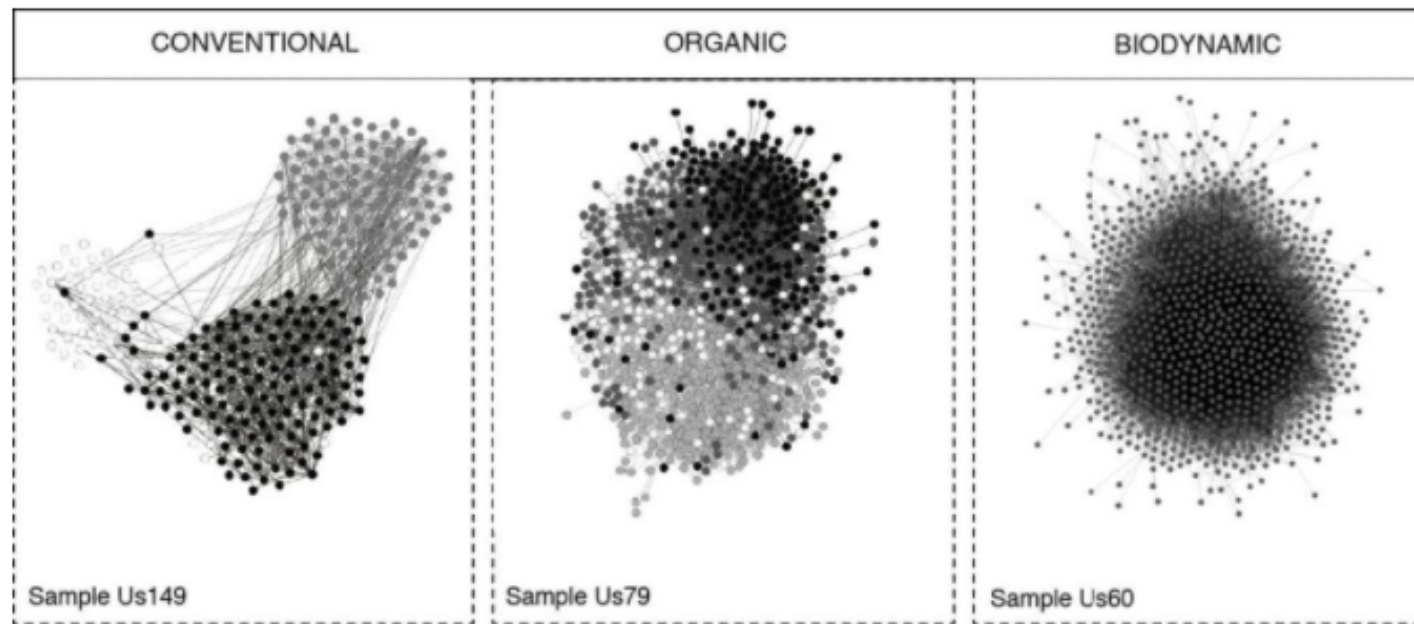 CONVENTIONAL
ORGANIC
BIODYNAMIC
Sample Us149
Sample Us79
Sample Us60